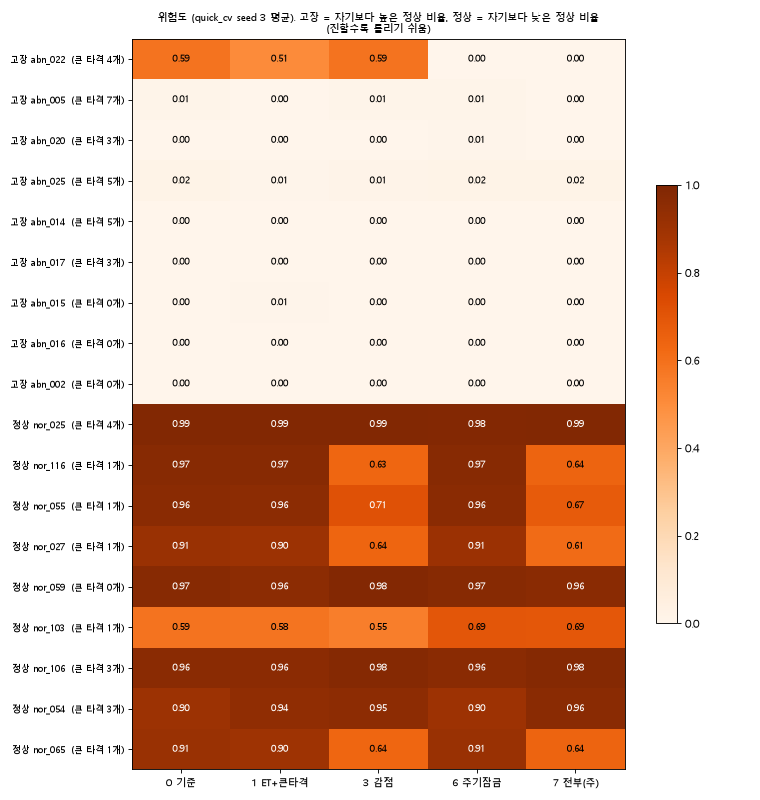 위험도 (quick_cv seed 3 평균). 고장 = 자기보다 높은 정상 비율, 정상 = 자기보다 낮은 정상 비율
(진할수록 틀리기 쉬움)
고장 abn_022 (큰 타격 4개) 0.59 0.51 0.59 0.00 0.00
고장 abn_005 (큰 타격 7개) 0.01 0.00 0.01 0.01 0.00
고장 abn_020 (큰 타격 3개) 0.00 0.00 0.00 0.01 0.00
고장 abn_025 (큰 타격 5개) 0.02 0.01 0.01 0.02 0.02
고장 abn_014 (큰 타격 5개) 0.00 0.00 0.00 0.00 0.00
고장 abn_017 (큰 타격 3개) 0.00 0.00 0.00 0.00 0.00
고장 abn_015 (큰 타격 0개) 0.00 0.01 0.00 0.00 0.00
고장 abn_016 (큰 타격 0개) 0.00 0.00 0.00 0.00 0.00
고장 abn_002 (큰 타격 0개) 0.00 0.00 0.00 0.00 0.00
정상 nor_025 (큰 타격 4개) 0.99 0.99 0.99 0.98 0.99
정상 nor_116 (큰 타격 1개) 0.97 0.97 0.63 0.97 0.64
정상 nor_055 (큰 타격 1개) 0.96 0.96 0.71 0.96 0.67
정상 nor_027 (큰 타격 1개) 0.91 0.90 0.64 0.91 0.61
정상 nor_059 (큰 타격 0개) 0.97 0.96 0.98 0.97 0.96
정상 nor_103 (큰 타격 1개) 0.59 0.58 0.55 0.69 0.69
정상 nor_106 (큰 타격 3개) 0.96 0.96 0.98 0.96 0.98
정상 nor_054 (큰 타격 3개) 0.90 0.94 0.95 0.90 0.96
정상 nor_065 (큰 타격 1개) 0.91 0.90 0.64 0.91 0.64
0 기준 1 ET+큰타격 3 감점 6 주기잠금 7 전부(주)
1.0
0.8
0.6
0.4
0.2
0.0